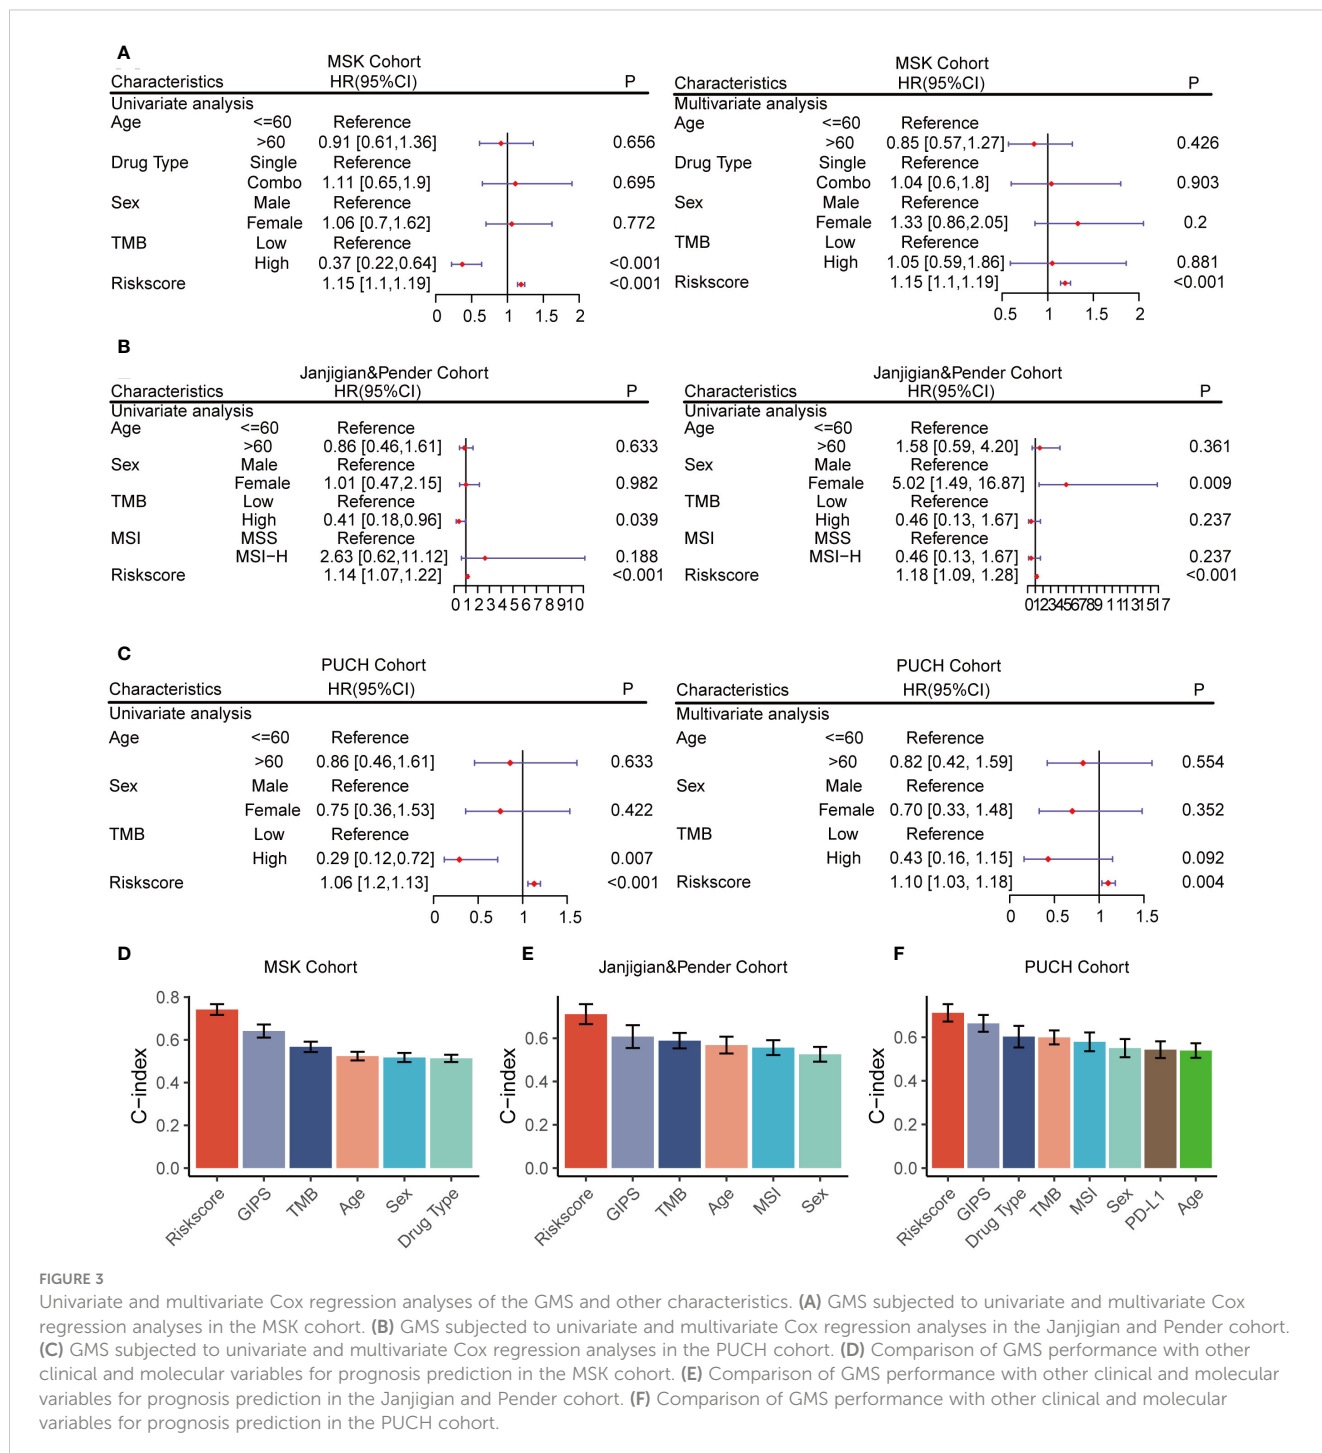 A
MSK Cohort
Characteristics HR(95%CI) P
Univariate analysis
Age <=60 Reference
>60 0.91 [0.61,1.36] 0.656
Drug Type Single Reference
Combo 1.11 [0.65,1.9] 0.695
Sex Male Reference
Female 1.06 [0.7,1.62] 0.772
TMB Low Reference
High 0.37 [0.22,0.64] <0.001
Riskscore 1.15 [1.1,1.19] <0.001
0 0.5 1 1.5 2
MSK Cohort
Characteristics HR(95%CI) P
Multivariate analysis
Age <=60 Reference
>60 0.85 [0.57,1.27] 0.426
Drug Type Single Reference
Combo 1.04 [0.6,1.8] 0.903
Sex Male Reference
Female 1.33 [0.86,2.05] 0.2
TMB Low Reference
High 1.05 [0.59,1.86] 0.881
Riskscore 1.15 [1.1,1.19] <0.001
0.5 1 1.5 2
B
Janjigian&Pender Cohort
Characteristics HR(95%CI) P
Univariate analysis
Age <=60 Reference
>60 0.86 [0.46,1.61] 0.633
Sex Male Reference
Female 1.01 [0.47,2.15] 0.982
TMB Low Reference
High 0.41 [0.18,0.96] 0.039
MSI MSS Reference
MSI−H 2.63 [0.62,11.12] 0.188
Riskscore 1.14 [1.07,1.22] <0.001
0 1 2 3 4 5 6 7 8 910
Janjigian&Pender Cohort
Characteristics HR(95%CI) P
Univariate analysis
Age <=60 Reference
>60 1.58 [0.59, 4.20] 0.361
Sex Male Reference
Female 5.02 [1.49, 16.87] 0.009
TMB Low Reference
High 0.46 [0.13, 1.67] 0.237
MSI MSS Reference
MSI−H 0.46 [0.13, 1.67] 0.237
Riskscore 1.18 [1.09, 1.28] <0.001
0123456789 11131517
C
PUCH Cohort
Characteristics HR(95%CI) P
Univariate analysis
Age <=60 Reference
>60 0.86 [0.46,1.61] 0.633
Sex Male Reference
Female 0.75 [0.36,1.53] 0.422
TMB Low Reference
High 0.29 [0.12,0.72] 0.007
Riskscore 1.06 [1.2,1.13] <0.001
0 0.5 1 1.5
PUCH Cohort
Characteristics HR(95%CI) P
Multivariate analysis
Age <=60 Reference
>60 0.82 [0.42, 1.59] 0.554
Sex Male Reference
Female 0.70 [0.33, 1.48] 0.352
TMB Low Reference
High 0.43 [0.16, 1.15] 0.092
Riskscore 1.10 [1.03, 1.18] 0.004
0 0.5 1 1.5
D
MSK Cohort
C−index
0.8
0.6
0.4
0.2
0.0
Riskscore GIPS TMB Age Sex Drug Type
E
Janjigian&Pender Cohort
C−index
0.6
0.4
0.2
0.0
Riskscore GIPS TMB Age MSI Sex
F
PUCH Cohort
C−index
0.6
0.4
0.2
0.0
Riskscore GIPS Drug Type TMB MSI Sex PD-L1 Age
FIGURE 3
Univariate and multivariate Cox regression analyses of the GMS and other characteristics. (A) GMS subjected to univariate and multivariate Cox
regression analyses in the MSK cohort. (B) GMS subjected to univariate and multivariate Cox regression analyses in the Janjigian and Pender cohort.
(C) GMS subjected to univariate and multivariate Cox regression analyses in the PUCH cohort. (D) Comparison of GMS performance with other
clinical and molecular variables for prognosis prediction in the MSK cohort. (E) Comparison of GMS performance with other clinical and molecular
variables for prognosis prediction in the Janjigian and Pender cohort. (F) Comparison of GMS performance with other clinical and molecular
variables for prognosis prediction in the PUCH cohort.